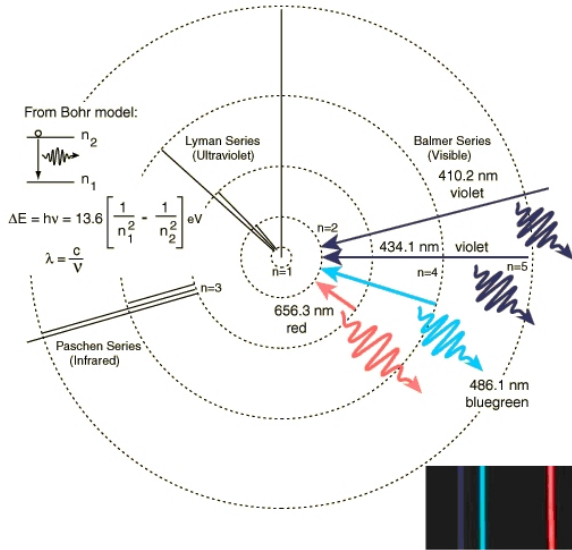 From Bohr model:
n2
n1
ΔE = hν = 13.6 [ 1/n1² - 1/n2² ] eV
λ = c/ν
Lyman Series
(Ultraviolet)
Balmer Series
(Visible)
410.2 nm
violet
n=2
434.1 nm violet
n=1
n=3
n=4
n=5
656.3 nm
red
Paschen Series
(Infrared)
486.1 nm
bluegreen